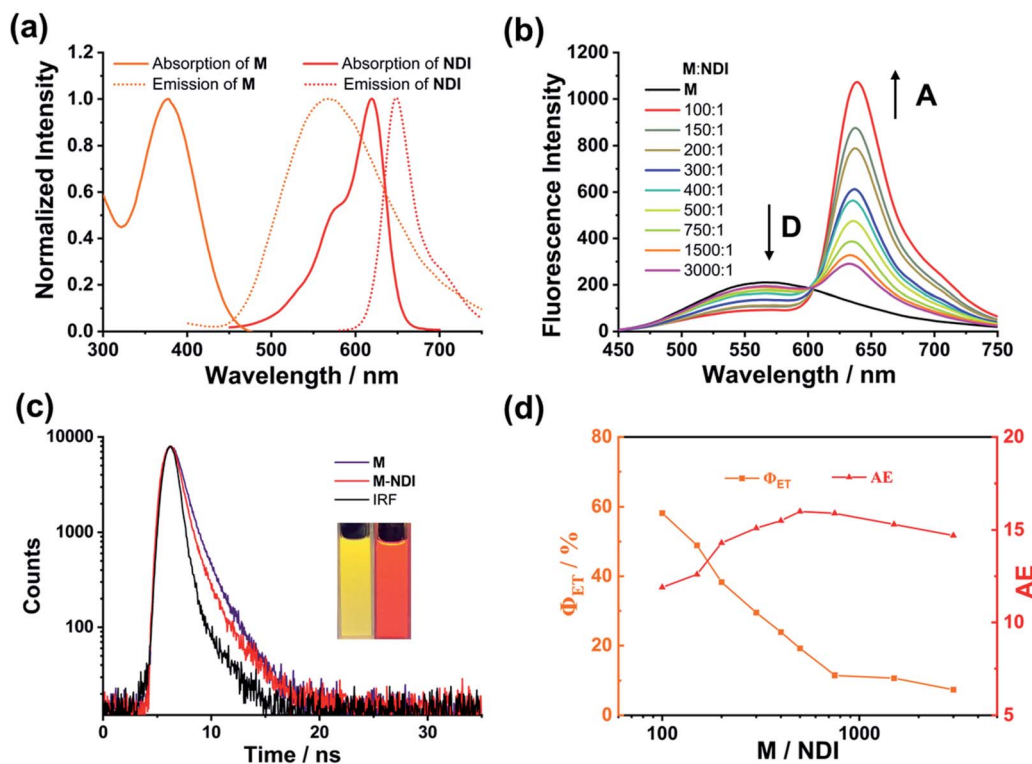 (a)
Normalized Intensity
1.2
1.0
0.8
0.6
0.4
0.2
0.0
Absorption of M
Emission of M
Absorption of NDI
Emission of NDI
300 400 500 600 700
Wavelength / nm
(b)
Fluorescence Intensity
1200
1000
800
600
400
200
0
M:NDI
M
100:1
150:1
200:1
300:1
400:1
500:1
750:1
1500:1
3000:1
A
D
450 500 550 600 650 700 750
Wavelength / nm
(c)
Counts
10000
1000
100
M
M-NDI
IRF
0 10 20 30
Time / ns
(d)
ΦET / %
80
60
40
20
0
ΦET
AE
20
15
10
5
AE
100 1000
M / NDI